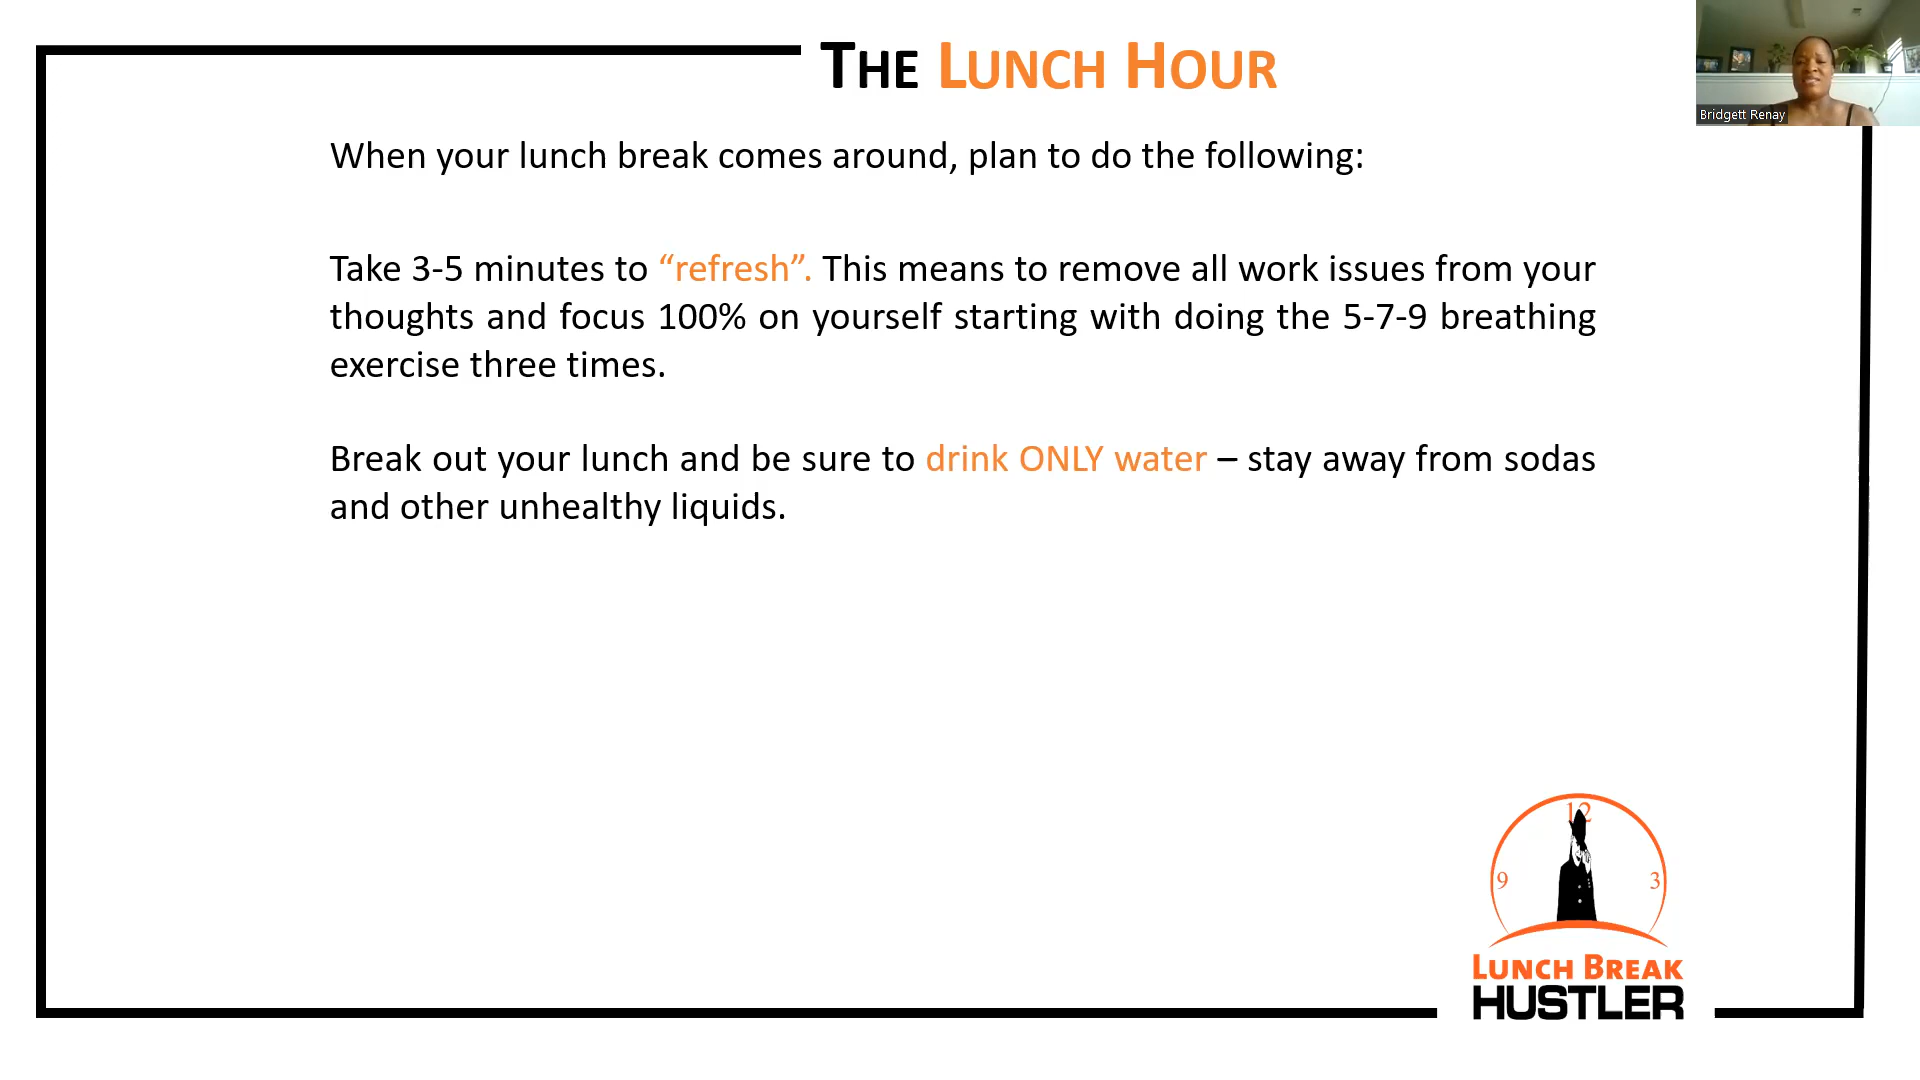 THE LUNCH HOUR
Bridgett Renay
When your lunch break comes around, plan to do the following:
Take 3-5 minutes to “refresh”. This means to remove all work issues from your
thoughts and focus 100% on yourself starting with doing the 5-7-9 breathing
exercise three times.
Break out your lunch and be sure to drink ONLY water – stay away from sodas
and other unhealthy liquids.
12
9 3
LUNCH BREAK
HUSTLER